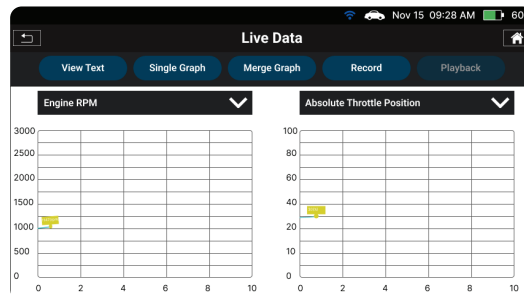 Nov 15 09:28 AM 60
Live Data
View Text Single Graph Merge Graph Record Playback
Engine RPM
3000
2500
2000
1500
1000
500
0
0 2 4 6 8 10
Absolute Throttle Position
100
80
60
40
20
10
0
0 2 4 6 8 10